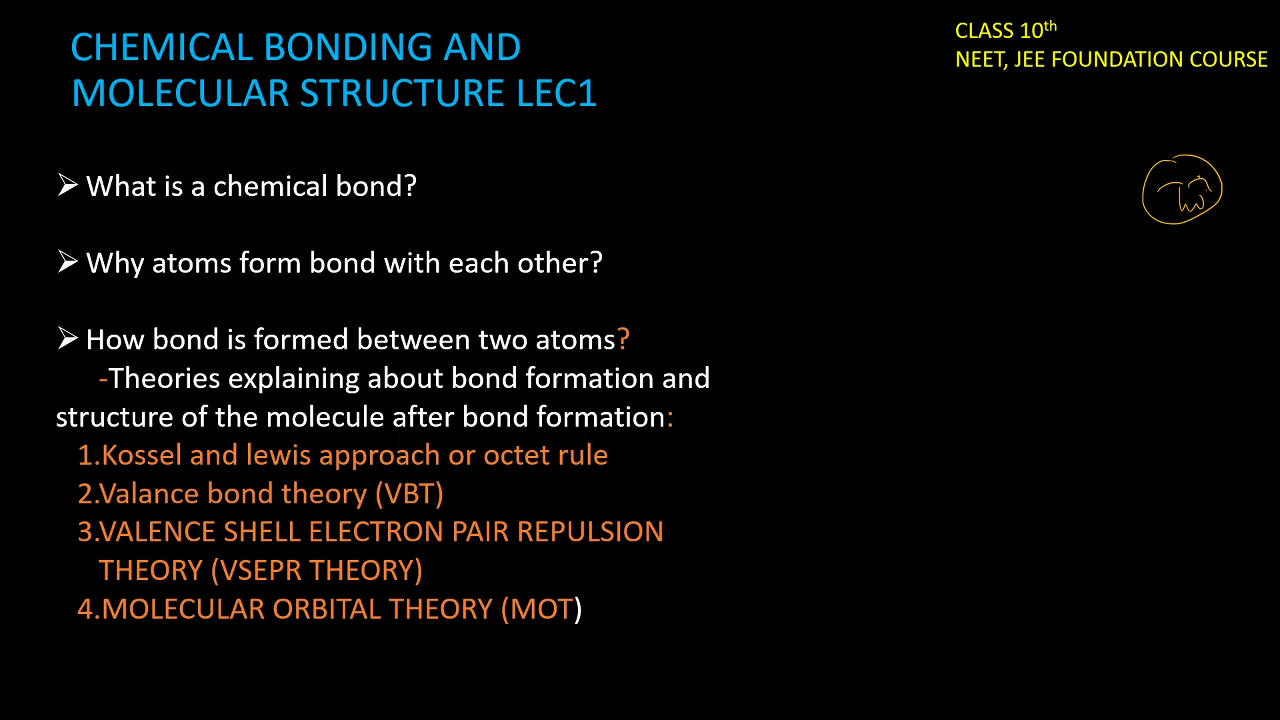 CHEMICAL BONDING AND
MOLECULAR STRUCTURE LEC1
CLASS 10th
NEET, JEE FOUNDATION COURSE
➢ What is a chemical bond?
➢ Why atoms form bond with each other?
➢ How bond is formed between two atoms?
-Theories explaining about bond formation and
structure of the molecule after bond formation:
1.Kossel and lewis approach or octet rule
2.Valance bond theory (VBT)
3.VALENCE SHELL ELECTRON PAIR REPULSION
THEORY (VSEPR THEORY)
4.MOLECULAR ORBITAL THEORY (MOT)